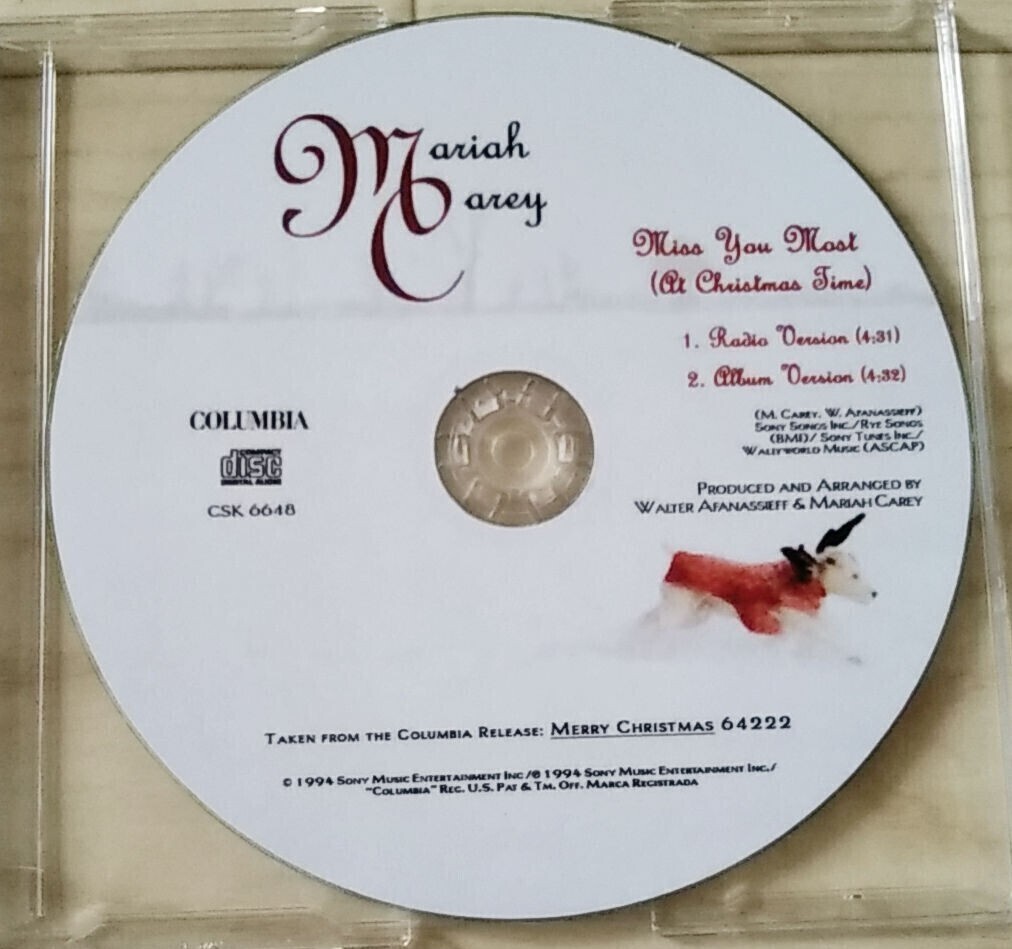 Mariah
Carey
Miss You Most
(At Christmas Time)
1. Radio Version (4:31)
2. Album Version (4:32)
(M. Carey, W. Afanassieff)
Sony Songs Inc./Rye Songs
(BMI)/ Sony Tunes Inc./
Wallyworld Music (ASCAP)
Produced and Arranged by
Walter Afanassieff & Mariah Carey
COLUMBIA
COMPACT
disc
DIGITAL AUDIO
CSK 6648
Taken from the Columbia Release: Merry Christmas 64222
© 1994 Sony Music Entertainment Inc./℗ 1994 Sony Music Entertainment Inc./
"Columbia" Reg. U.S. Pat & Tm. Off. Marca Registrada